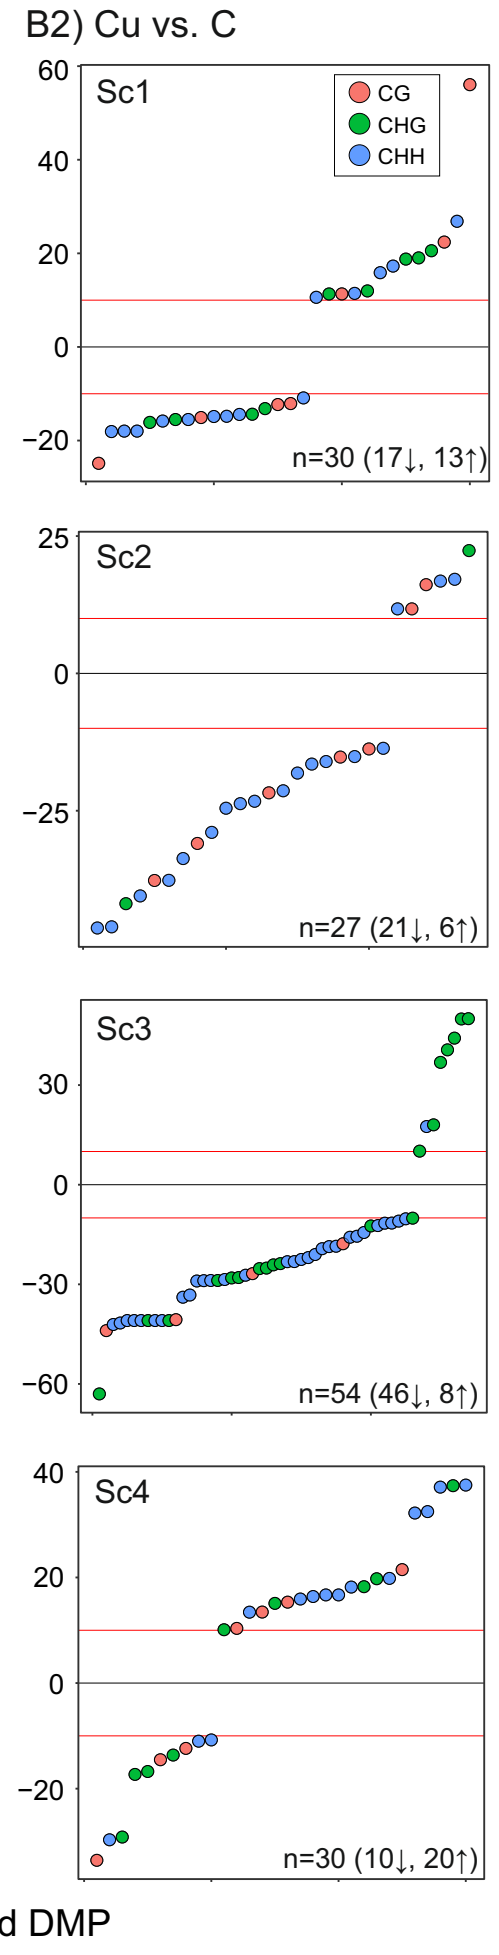 B2) Cu vs. C
60
Sc1
CG
CHG
CHH
40
20
0
−20
n=30 (17↓, 13↑)
25
Sc2
0
−25
n=27 (21↓, 6↑)
Sc3
30
0
−30
−60
n=54 (46↓, 8↑)
40
Sc4
20
0
−20
n=30 (10↓, 20↑)
d DMP